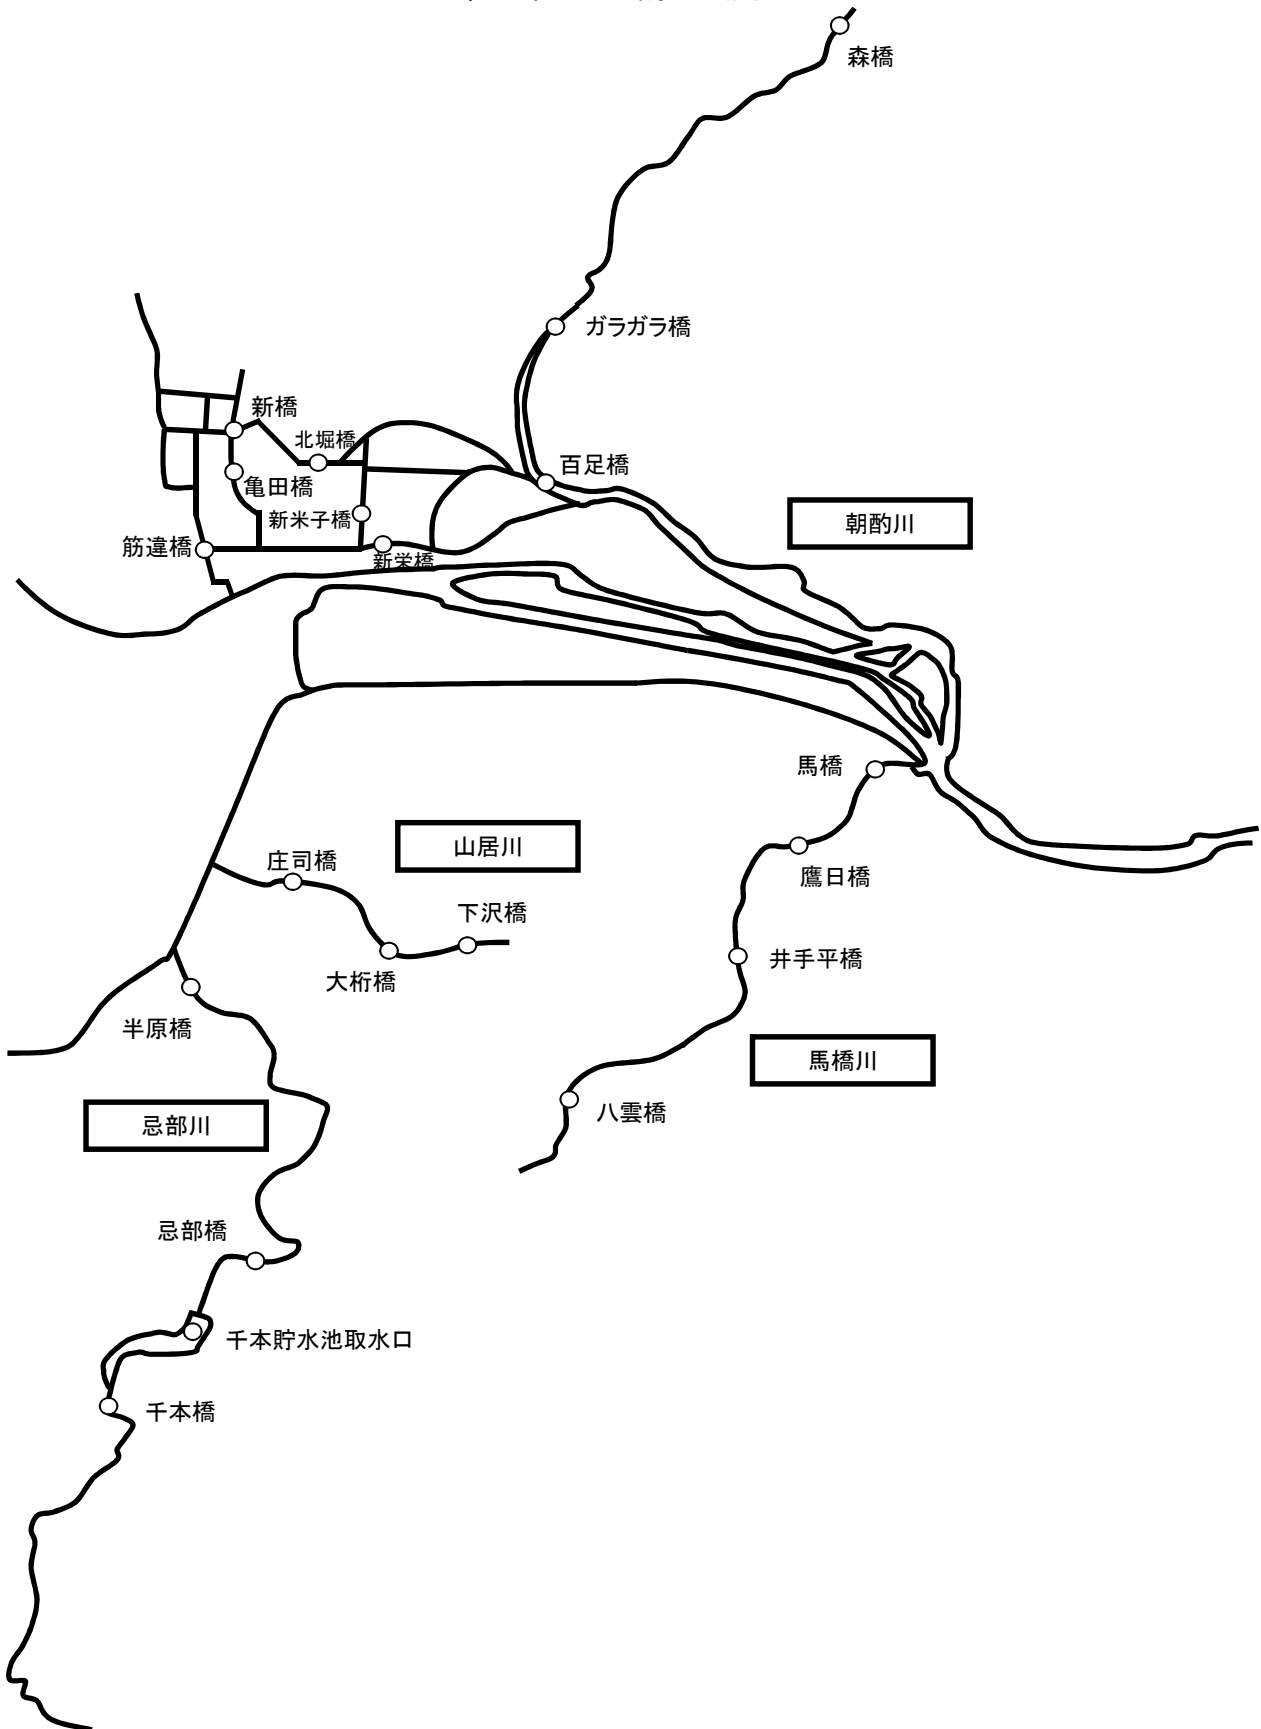 森橋
ガラガラ橋
新橋
北堀橋
百足橋
亀田橋
新米子橋
朝酌川
筋違橋
新栄橋
馬橋
山居川
庄司橋
鷹日橋
下沢橋
井手平橋
大桁橋
半原橋
馬橋川
八雲橋
忌部川
忌部橋
千本貯水池取水口
千本橋